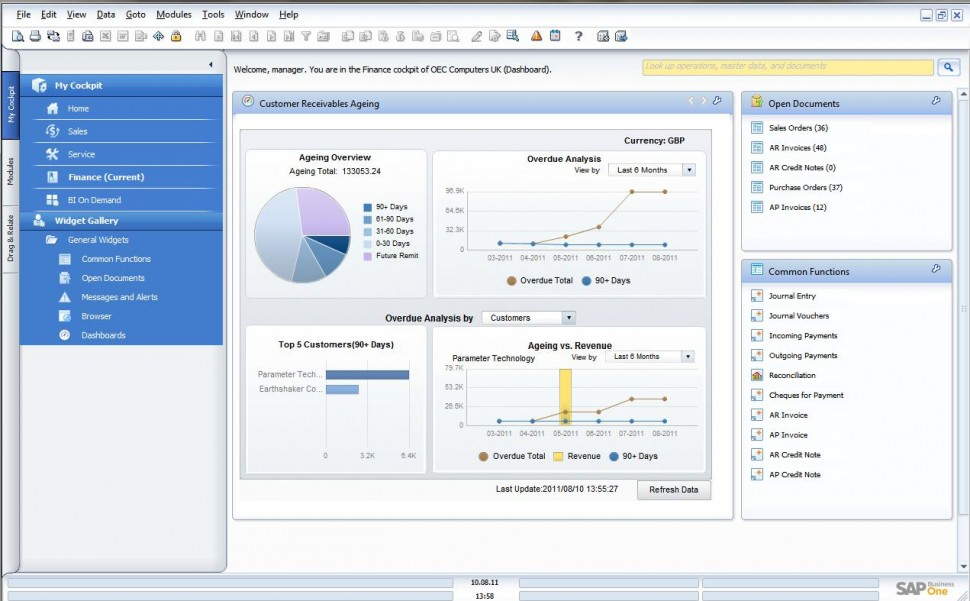 File Edit View Data Goto Modules Tools Window Help
My Cockpit
Modules
Drag & Relate
My Cockpit
Home
Sales
Service
Finance (Current)
BI On Demand
Widget Gallery
General Widgets
Common Functions
Open Documents
Messages and Alerts
Browser
Dashboards
Welcome, manager. You are in the Finance cockpit of OEC Computers UK (Dashboard).
Look up operations, master data, and documents
Customer Receivables Ageing
Currency: GBP
Ageing Overview
Ageing Total: 133053.24
90+ Days
61-90 Days
31-60 Days
0-30 Days
Future Remit
Overdue Analysis
View by Last 6 Months
96.9K
64.6K
32.3K
0
03-2011 04-2011 05-2011 06-2011 07-2011 08-2011
Overdue Total 90+ Days
Overdue Analysis by Customers
Top 5 Customers(90+ Days)
Parameter Tech...
Earthshaker Co...
0 3.2K 6.4K
Ageing vs. Revenue
Parameter Technology View by Last 6 Months
79.7K
53.2K
26.6K
0
03-2011 04-2011 05-2011 06-2011 07-2011 08-2011
Overdue Total Revenue 90+ Days
Last Update:2011/08/10 13:55:27 Refresh Data
Open Documents
Sales Orders (36)
AR Invoices (48)
AR Credit Notes (0)
Purchase Orders (37)
AP Invoices (12)
Common Functions
Journal Entry
Journal Vouchers
Incoming Payments
Outgoing Payments
Reconciliation
Cheques for Payment
AR Invoice
AP Invoice
AR Credit Note
AP Credit Note
10.08.11
13:58
SAP Business One